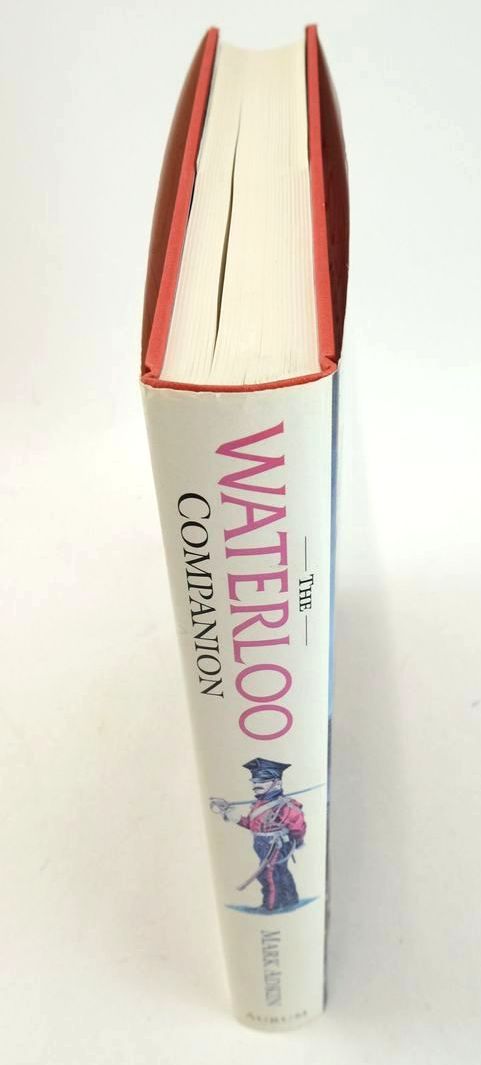 THE
WATERLOO
COMPANION
MARK ADKIN
AURUM